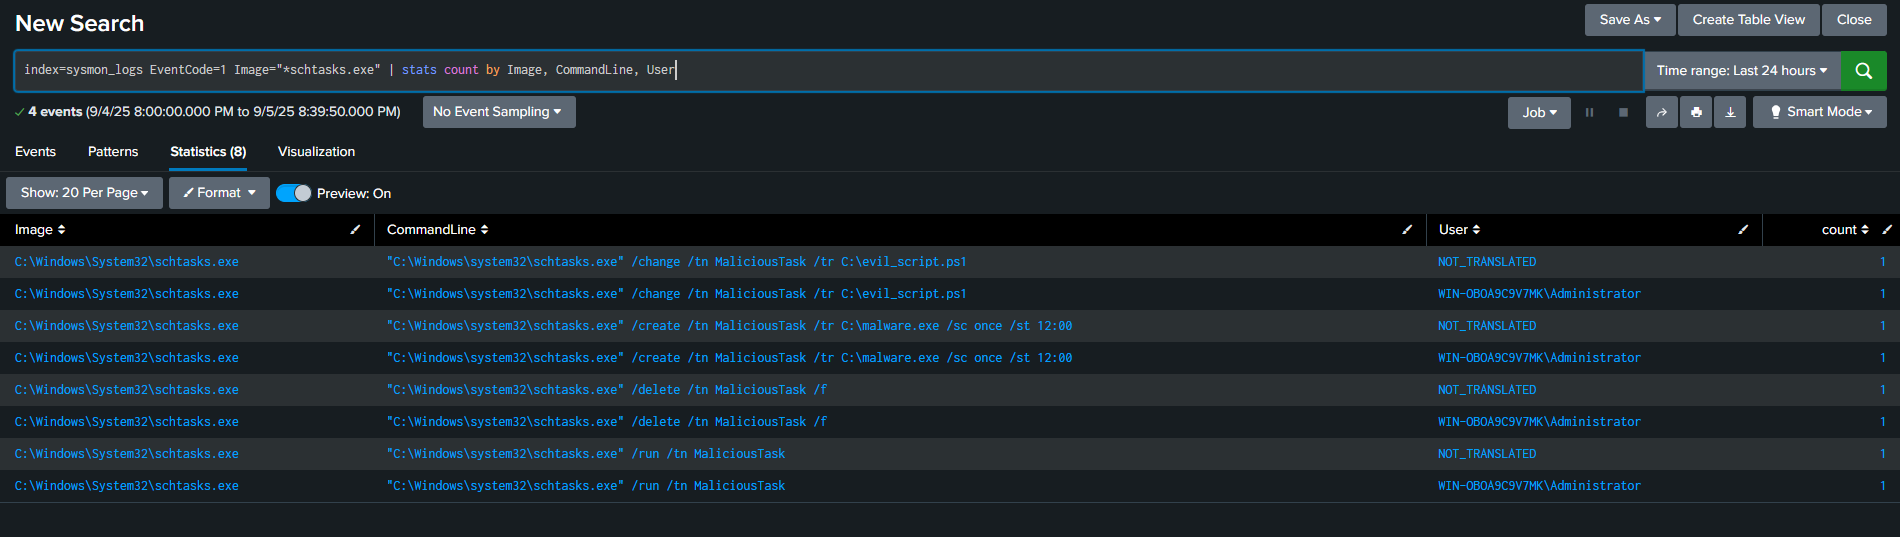 New Search
Save As
Create Table View
Close
index=sysmon_logs EventCode=1 Image="*schtasks.exe" | stats count by Image, CommandLine, User
Time range: Last 24 hours
4 events (9/4/25 8:00:00.000 PM to 9/5/25 8:39:50.000 PM)
No Event Sampling
Job
Smart Mode
Events
Patterns
Statistics (8)
Visualization
Show: 20 Per Page
Format
Preview: On
Image CommandLine User count
C:\Windows\System32\schtasks.exe "C:\Windows\system32\schtasks.exe" /change /tn MaliciousTask /tr C:\evil_script.ps1 NOT_TRANSLATED 1
C:\Windows\System32\schtasks.exe "C:\Windows\system32\schtasks.exe" /change /tn MaliciousTask /tr C:\evil_script.ps1 WIN-OBOA9C9V7MK\Administrator 1
C:\Windows\System32\schtasks.exe "C:\Windows\system32\schtasks.exe" /create /tn MaliciousTask /tr C:\malware.exe /sc once /st 12:00 NOT_TRANSLATED 1
C:\Windows\System32\schtasks.exe "C:\Windows\system32\schtasks.exe" /create /tn MaliciousTask /tr C:\malware.exe /sc once /st 12:00 WIN-OBOA9C9V7MK\Administrator 1
C:\Windows\System32\schtasks.exe "C:\Windows\system32\schtasks.exe" /delete /tn MaliciousTask /f NOT_TRANSLATED 1
C:\Windows\System32\schtasks.exe "C:\Windows\system32\schtasks.exe" /delete /tn MaliciousTask /f WIN-OBOA9C9V7MK\Administrator 1
C:\Windows\System32\schtasks.exe "C:\Windows\system32\schtasks.exe" /run /tn MaliciousTask NOT_TRANSLATED 1
C:\Windows\System32\schtasks.exe "C:\Windows\system32\schtasks.exe" /run /tn MaliciousTask WIN-OBOA9C9V7MK\Administrator 1